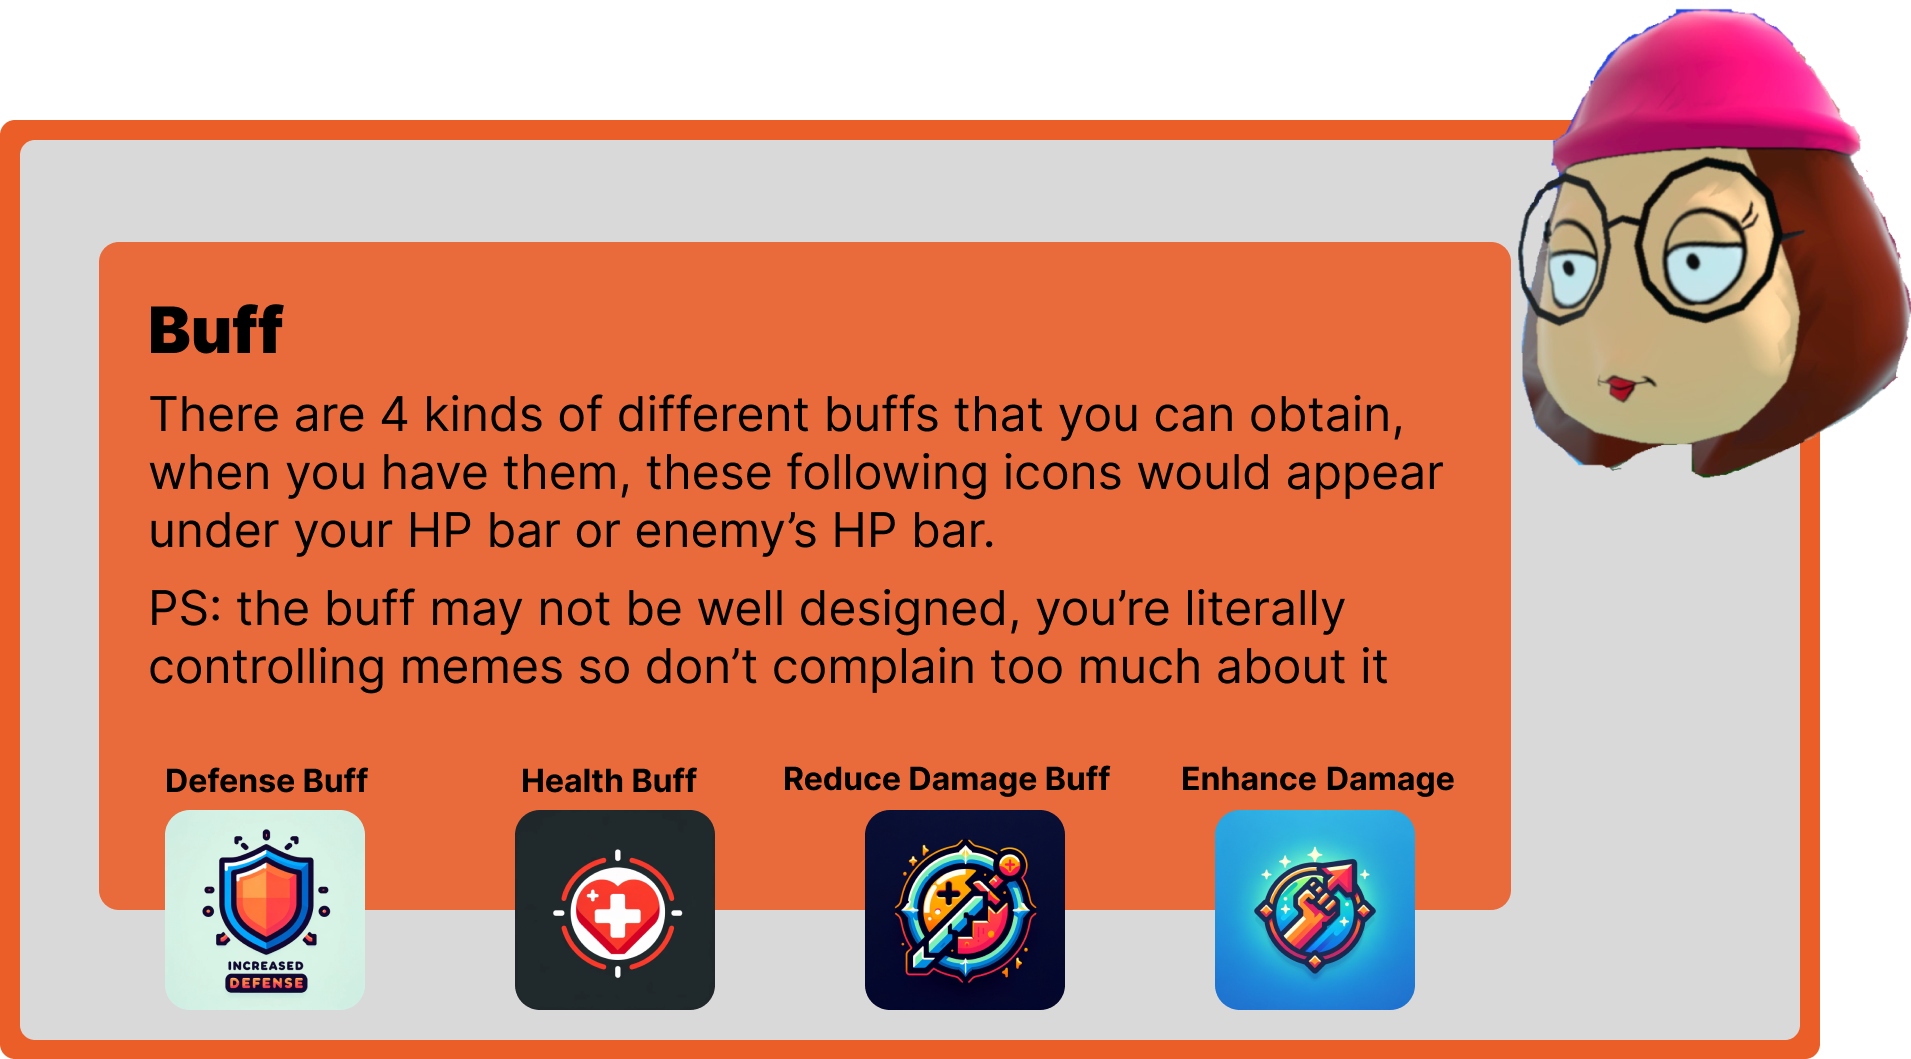 Buff
There are 4 kinds of different buffs that you can obtain,
when you have them, these following icons would appear
under your HP bar or enemy’s HP bar.
PS: the buff may not be well designed, you’re literally
controlling memes so don’t complain too much about it
Defense Buff
Health Buff
Reduce Damage Buff
Enhance Damage
INCREASED
DEFENSE